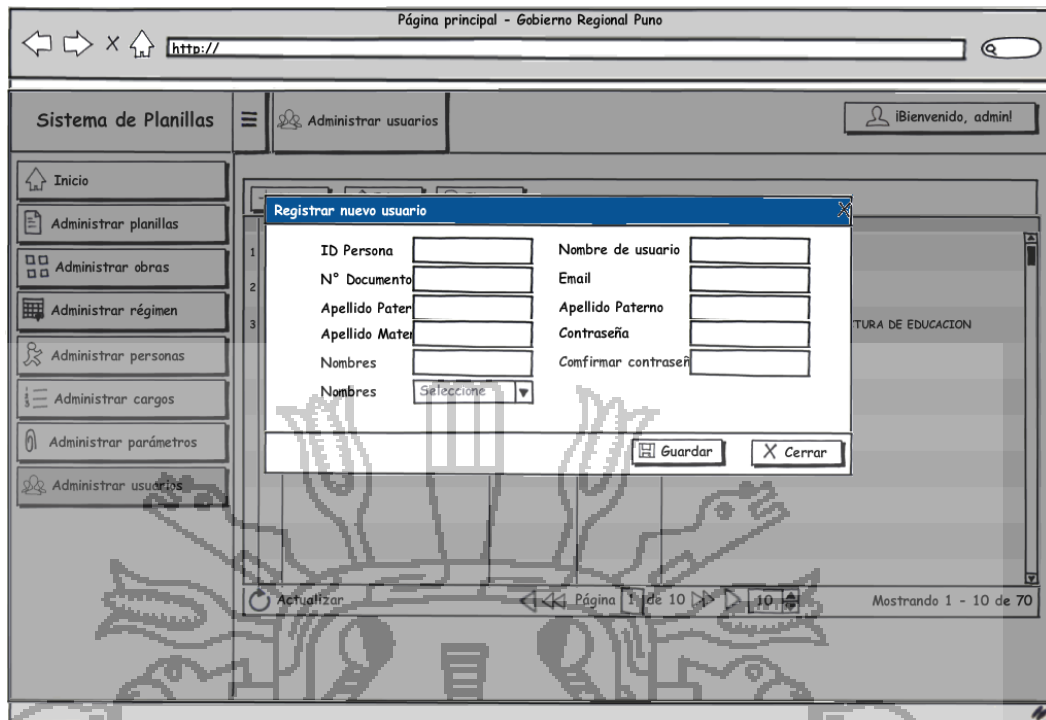 Página principal - Gobierno Regional Puno
http://
Sistema de Planillas
Administrar usuarios
¡Bienvenido, admin!
Inicio
Administrar planillas
Administrar obras
Administrar régimen
Administrar personas
Administrar cargos
Administrar parámetros
Administrar usuarios
Registrar nuevo usuario
ID Persona
Nombre de usuario
N° Documento
Email
Apellido Pater
Apellido Paterno
Apellido Mater
Contraseña
Nombres
Comfirmar contraseñ
Nombres
Seleccione
Guardar
X Cerrar
1
2
3
TURA DE EDUCACION
Actualizar
Página 1 de 10
10
Mostrando 1 - 10 de 70